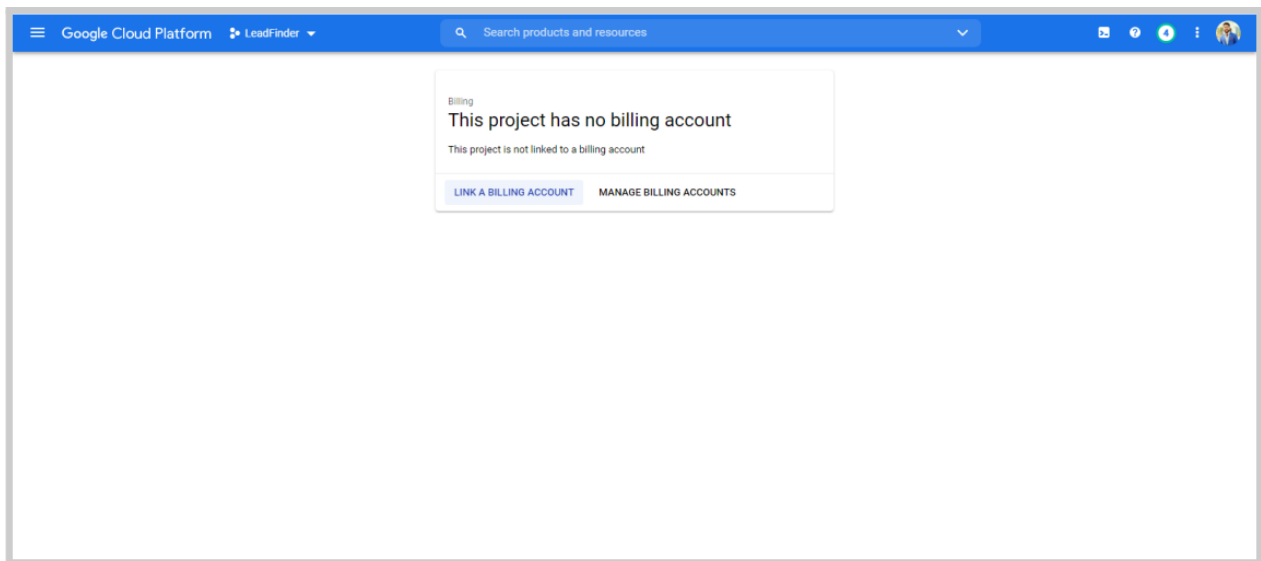 Google Cloud Platform LeadFinder Search products and resources 4
Billing
This project has no billing account
This project is not linked to a billing account
LINK A BILLING ACCOUNT MANAGE BILLING ACCOUNTS